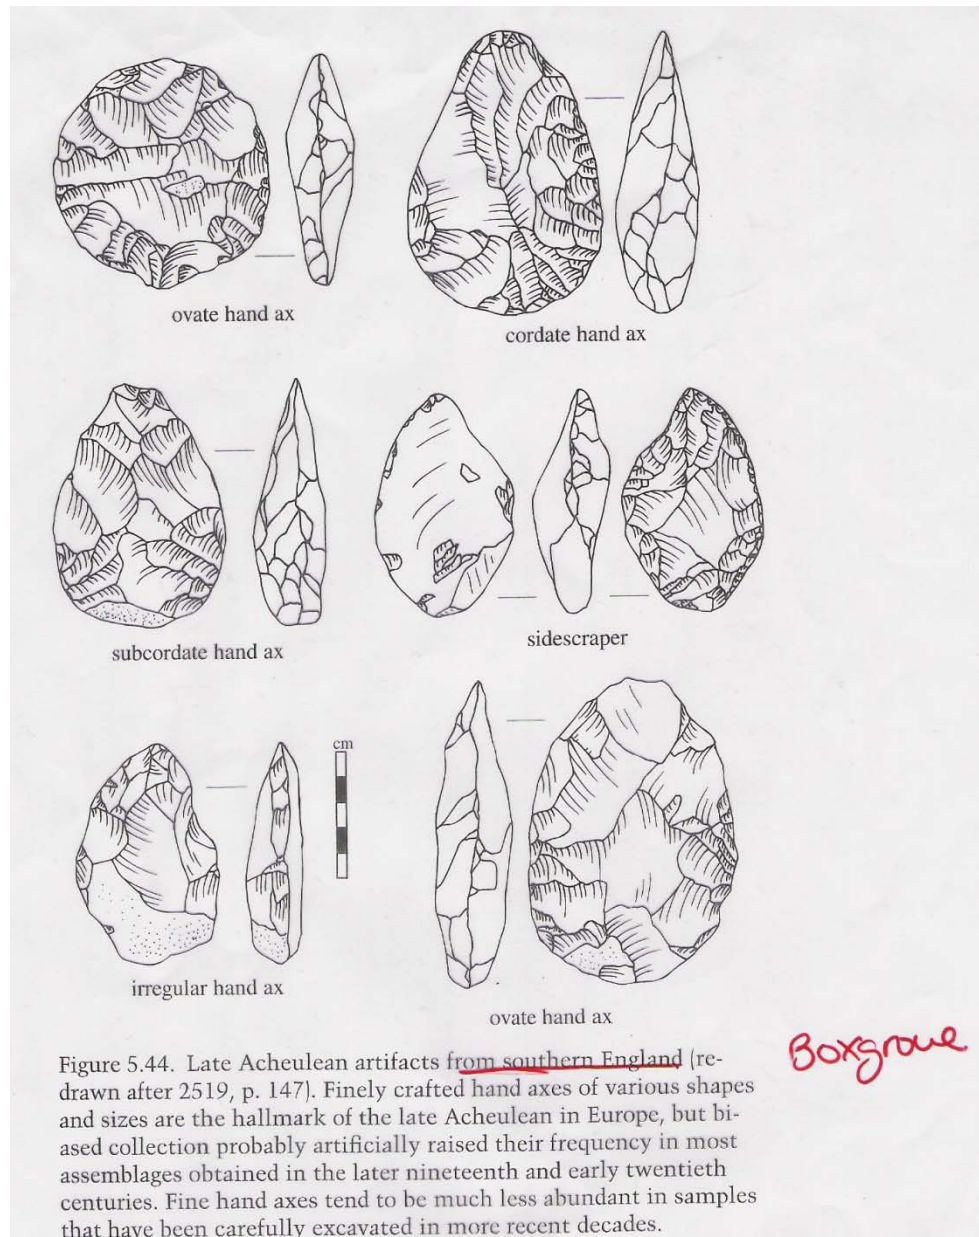 ovate hand ax
cordate hand ax
subcordate hand ax
sidescraper
cm
irregular hand ax
ovate hand ax
Boxgrove
Figure 5.44. Late Acheulean artifacts from southern England (re-
drawn after 2519, p. 147). Finely crafted hand axes of various shapes
and sizes are the hallmark of the late Acheulean in Europe, but bi-
ased collection probably artificially raised their frequency in most
assemblages obtained in the later nineteenth and early twentieth
centuries. Fine hand axes tend to be much less abundant in samples
that have been carefully excavated in more recent decades.